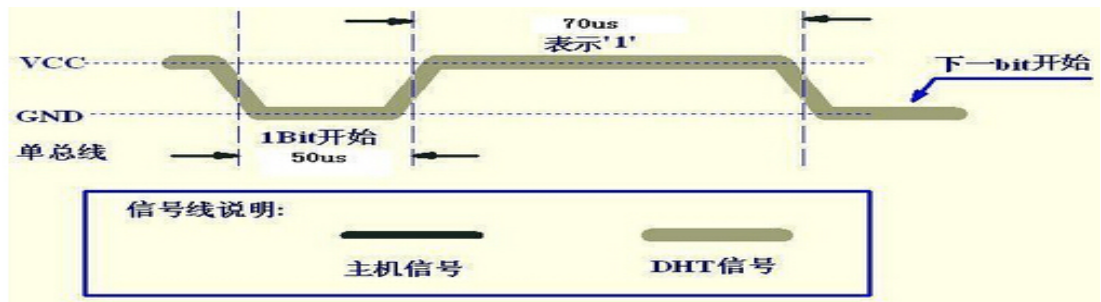 70us
表示'1'
VCC
下一bit开始
GND
1Bit开始
单总线
50us
信号线说明:
主机信号
DHT信号